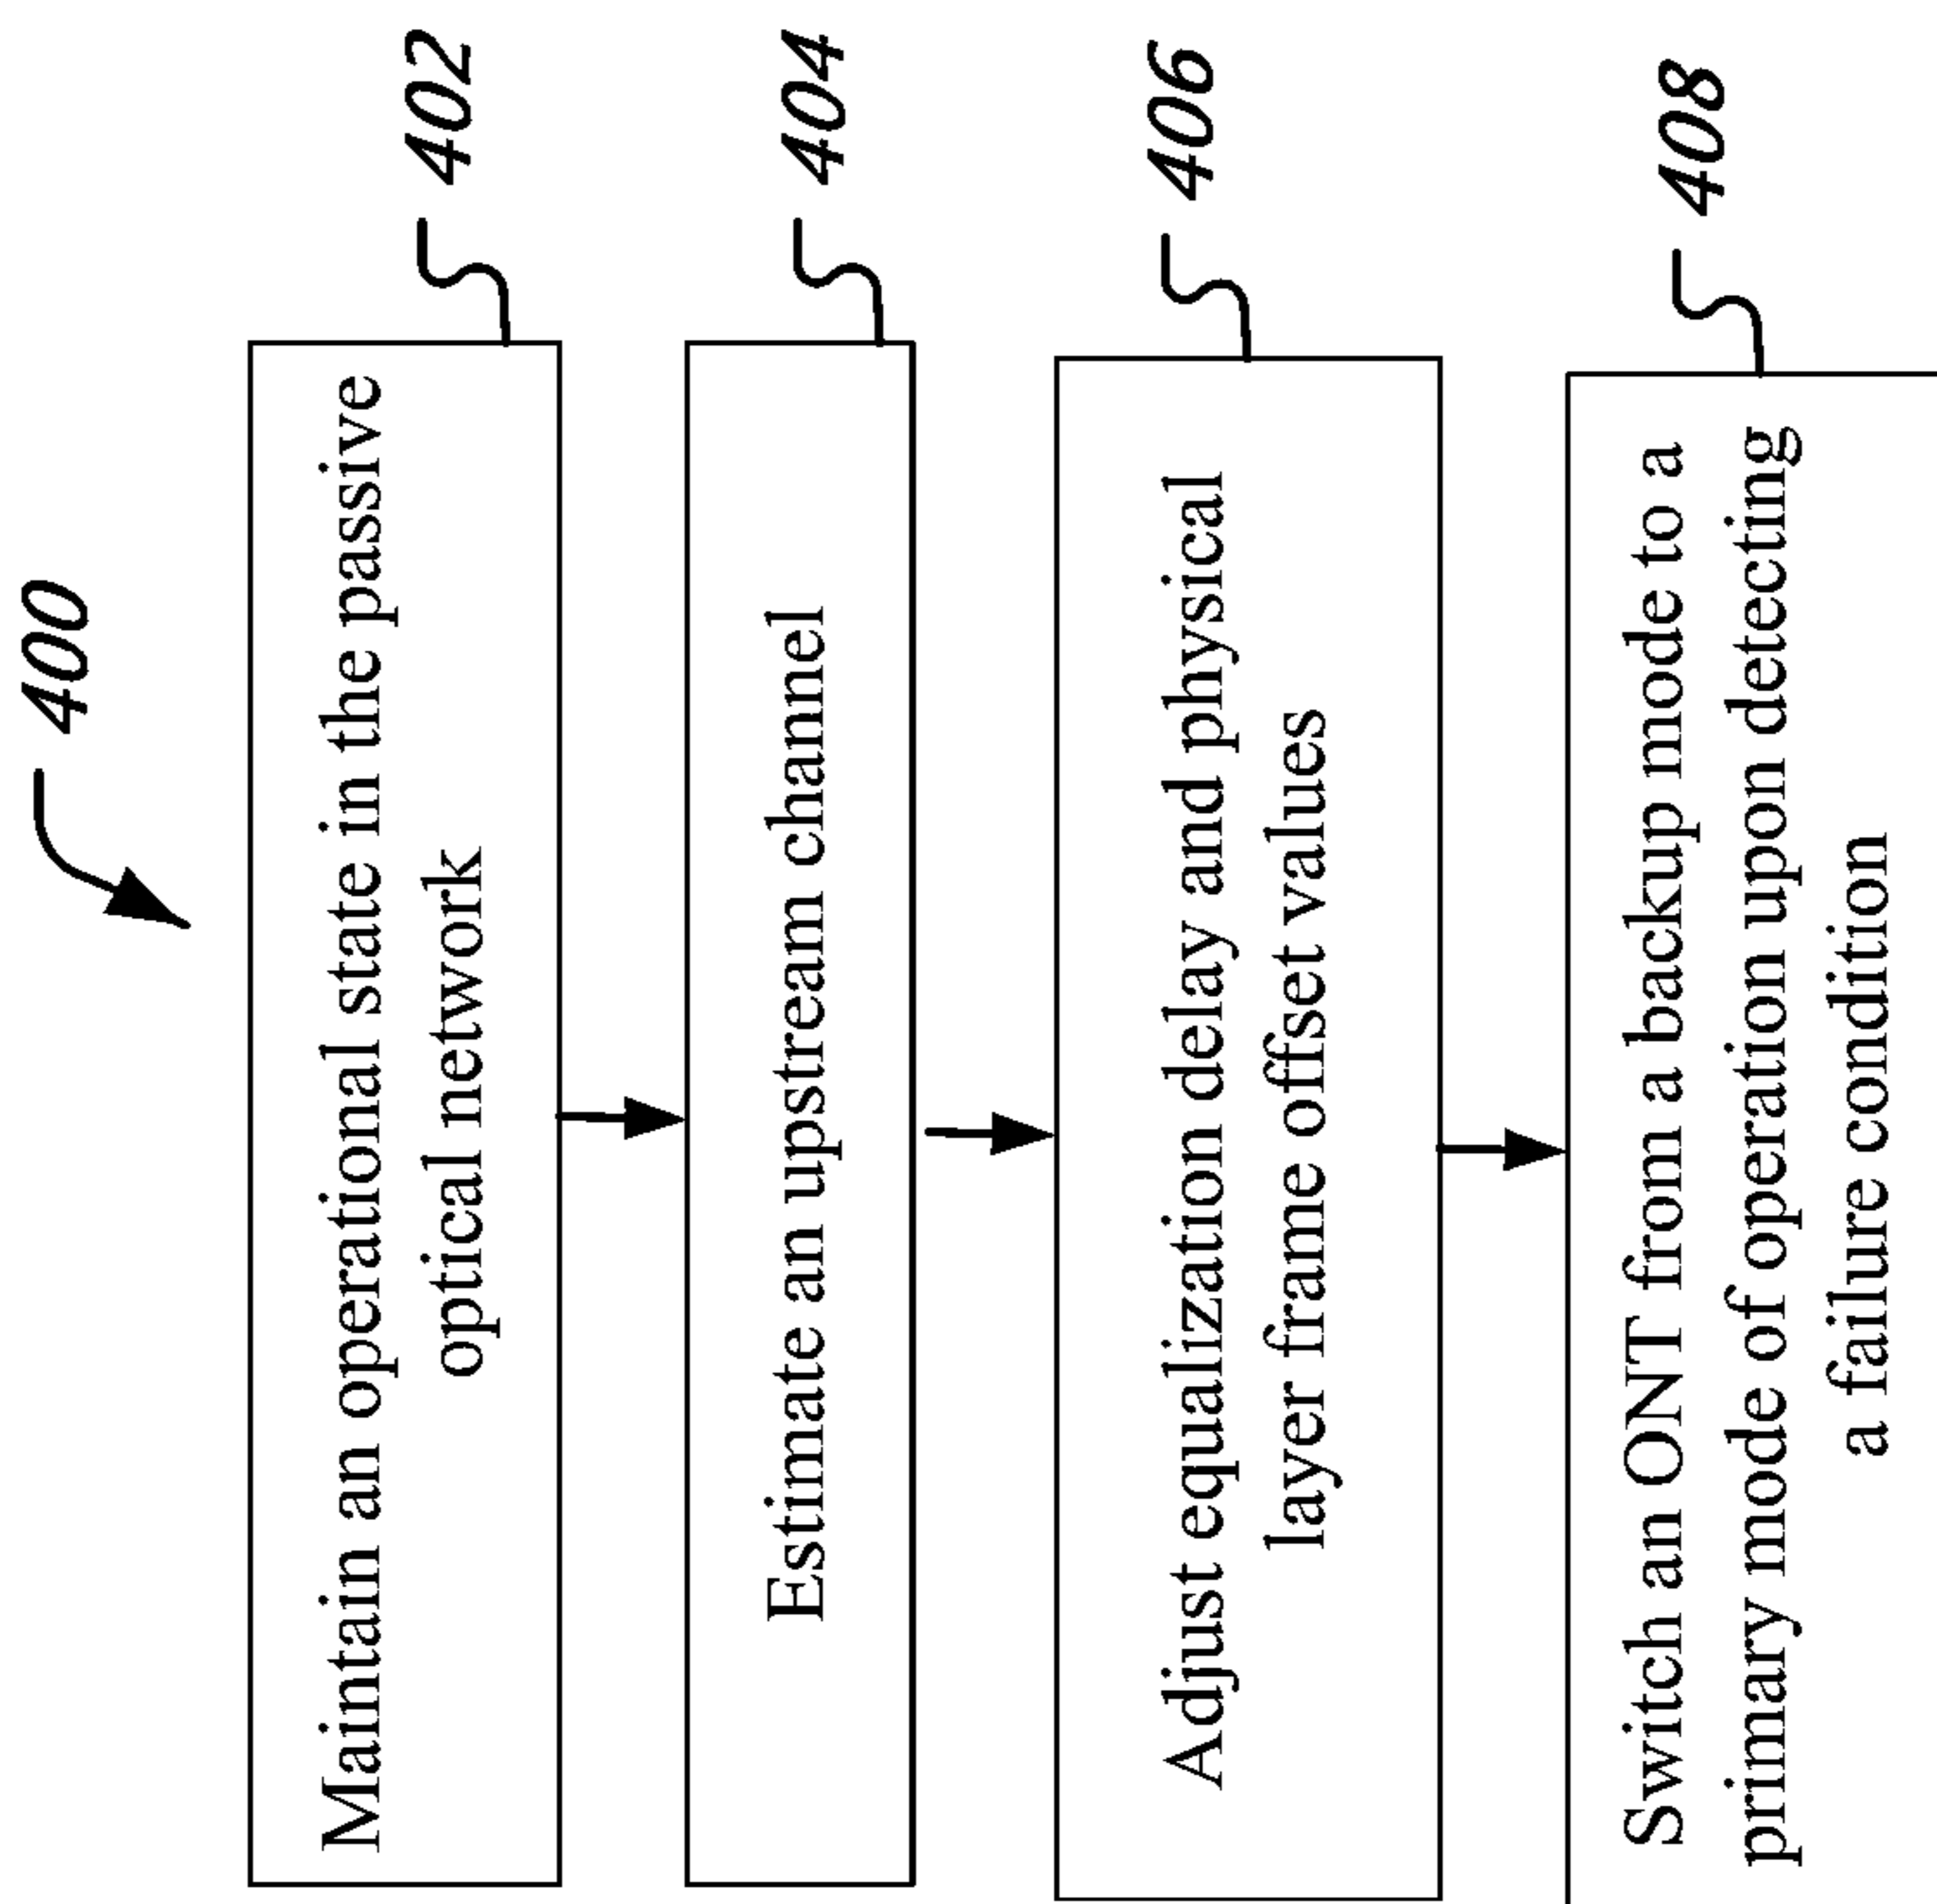 400
Maintain an operational state in the passive
optical network
402
Estimate an upstream channel
404
Adjust equalization delay and physical
layer frame offset values
406
Switch an ONT from a backup mode to a
primary mode of operation upon detecting
a failure condition
408